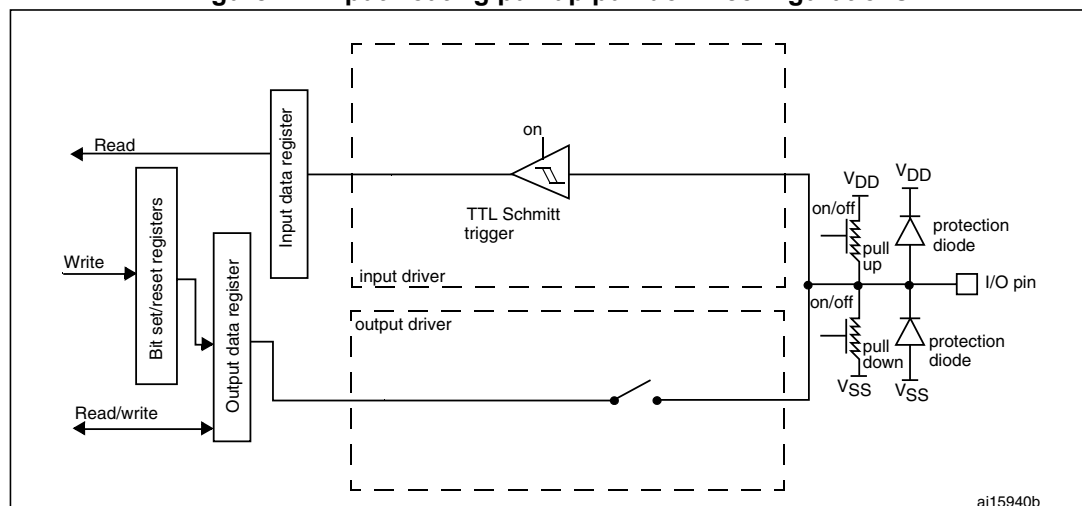 Read
Input data register
on
TTL Schmitt
trigger
input driver
Write
Bit set/reset registers
Output data register
Read/write
output driver
VDD
on/off
pull
up
VDD
protection
diode
I/O pin
on/off
pull
down
VSS
protection
diode
VSS
ai15940b